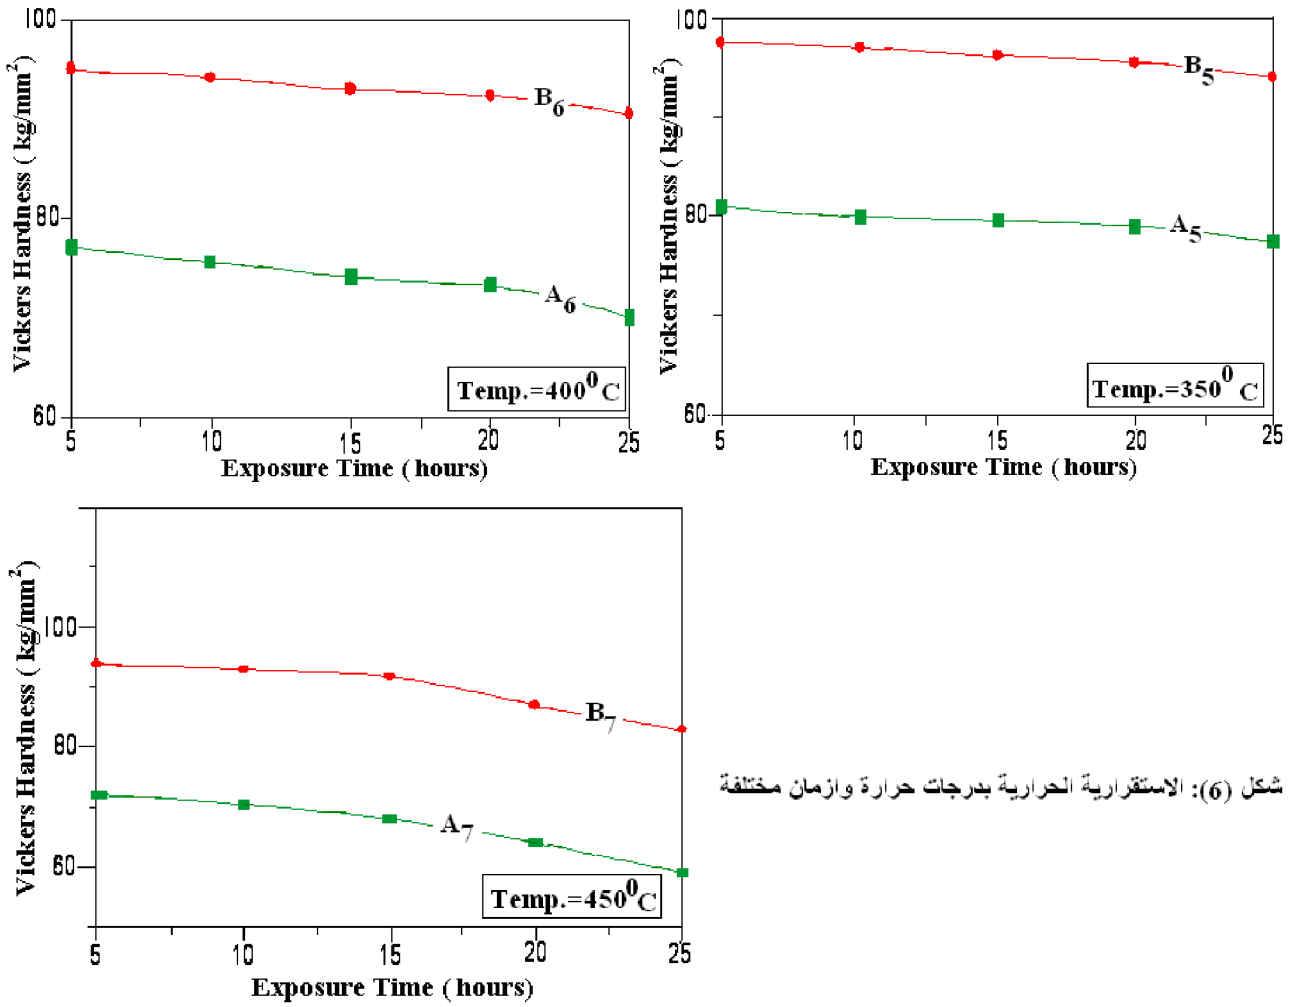 100
80
60
5 10 15 20 25
Vickers Hardness ( kg/mm²)
Exposure Time ( hours)
B6
A6
Temp.=400⁰ C
100
80
60
5 10 15 20 25
Vickers Hardness ( kg/mm²)
Exposure Time ( hours)
B5
A5
Temp.=350⁰ C
100
80
60
5 10 15 20 25
Vickers Hardness ( kg/mm²)
Exposure Time ( hours)
B7
A7
Temp.=450⁰C
شكل (6): الاستقرارية الحرارية بدرجات حرارة وازمان مختلفة